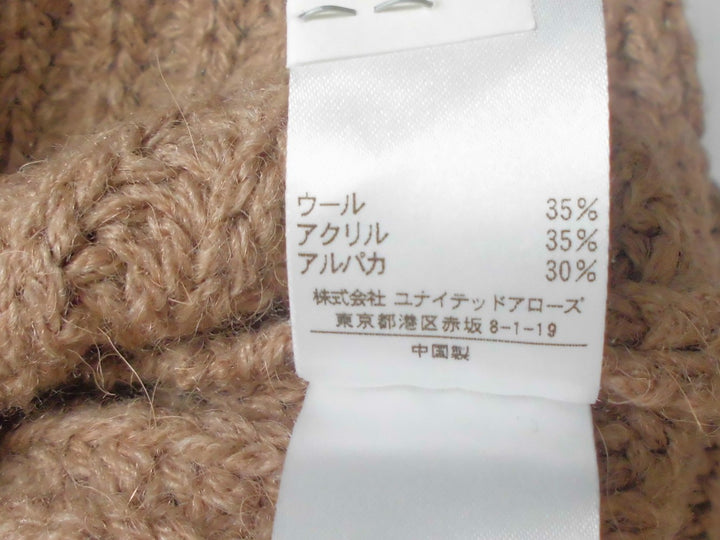 ウール 35%
アクリル 35%
アルパカ 30%
株式会社 ユナイテッドアローズ
東京都港区赤坂 8-1-19
中国製